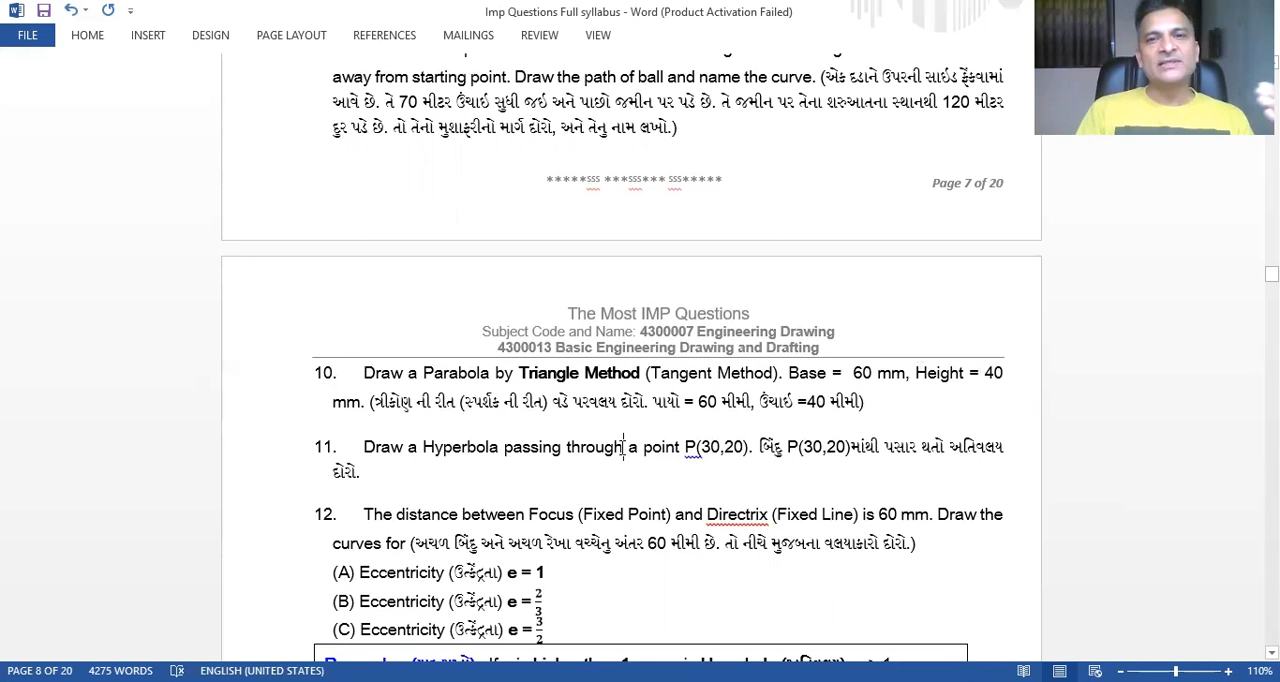 Imp Questions Full syllabus - Word (Product Activation Failed)
FILE HOME INSERT DESIGN PAGE LAYOUT REFERENCES MAILINGS REVIEW VIEW
away from starting point. Draw the path of ball and name the curve. (એક દડાને ઉપરની સાઇડ ફેંકવામાં
આવે છે. તે 70 મીટર ઉંચાઇ સુધી જઇ અને પાછો જમીન પર પડે છે. તે જમીન પર તેના શરુઆતના સ્થાનથી 120 મીટર
દુર પડે છે. તો તેનો મુશાફરીનો માર્ગ દોરો, અને તેનુ નામ લખો.)
*****sss ***sss*** sss*****
Page 7 of 20
The Most IMP Questions
Subject Code and Name: 4300007 Engineering Drawing
4300013 Basic Engineering Drawing and Drafting
10. Draw a Parabola by Triangle Method (Tangent Method). Base = 60 mm, Height = 40
mm. (ત્રીકોણ ની રીત (સ્પર્શક ની રીત) વડે પરવલય દોરો. પાયો = 60 મીમી, ઉંચાઇ =40 મીમી)
11. Draw a Hyperbola passing through a point P(30,20). બિંદુ P(30,20)માંથી પસાર થતો અતિવલય
દોરો.
12. The distance between Focus (Fixed Point) and Directrix (Fixed Line) is 60 mm. Draw the
curves for (અચળ બિંદુ અને અચળ રેખા વચ્ચેનુ અંતર 60 મીમી છે. તો નીચે મુજબના વલયાકારો દોરો.)
(A) Eccentricity (ઉત્કેંદ્રતા) e = 1
(B) Eccentricity (ઉત્કેંદ્રતા) e = 2/3
(C) Eccentricity (ઉત્કેંદ્રતા) e = 3/2
PAGE 8 OF 20 4275 WORDS ENGLISH (UNITED STATES) 110%